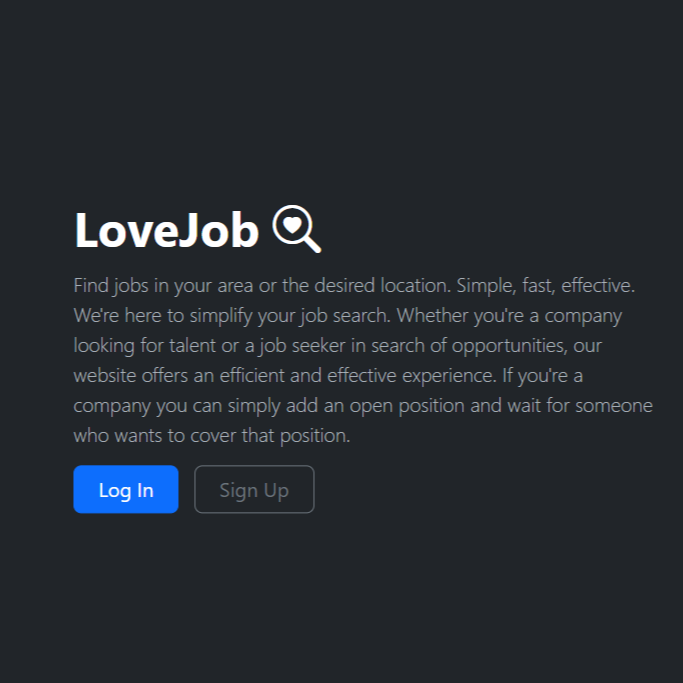 LoveJob
Find jobs in your area or the desired location. Simple, fast, effective.
We're here to simplify your job search. Whether you're a company
looking for talent or a job seeker in search of opportunities, our
website offers an efficient and effective experience. If you're a
company you can simply add an open position and wait for someone
who wants to cover that position.
Log In
Sign Up